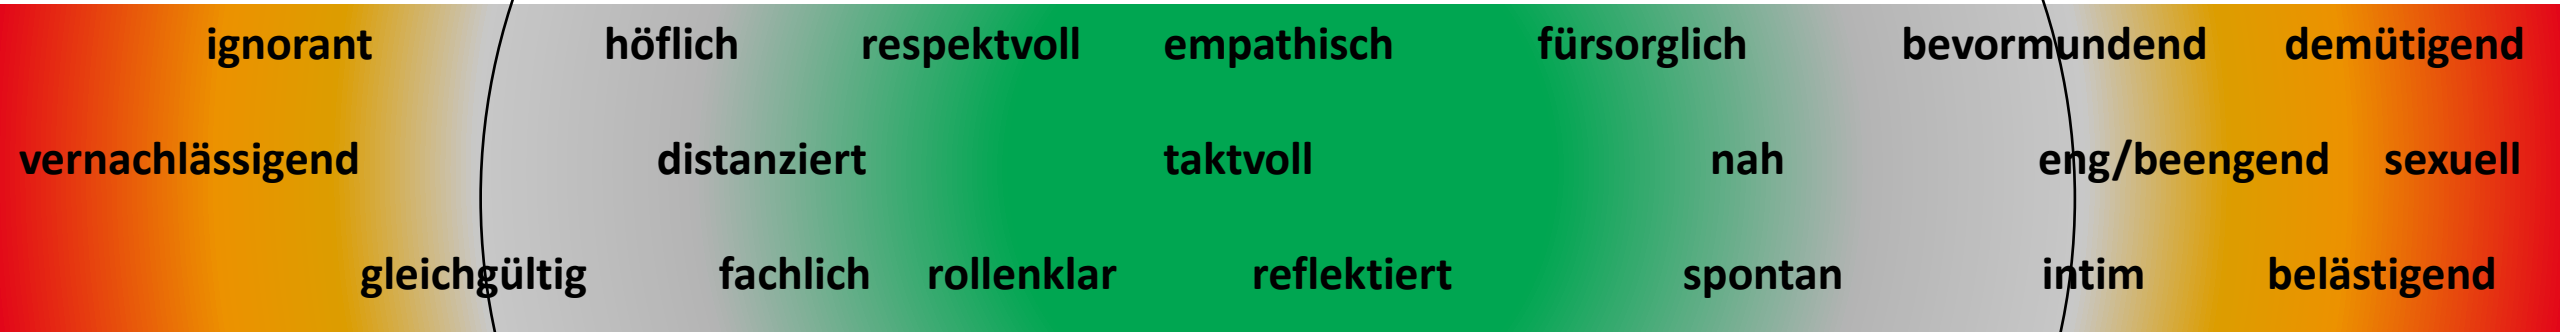 ignorant höflich respektvoll empathisch fürsorglich bevormundend demütigend
vernachlässigend distanziert taktvoll nah eng/beengend sexuell
gleichgültig fachlich rollenklar reflektiert spontan intim belästigend